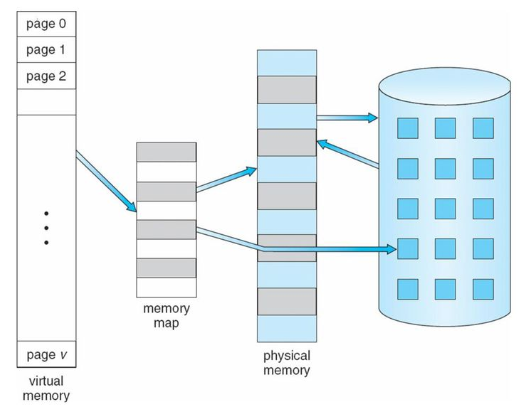 page 0
page 1
page 2
page v
virtual
memory
memory
map
physical
memory